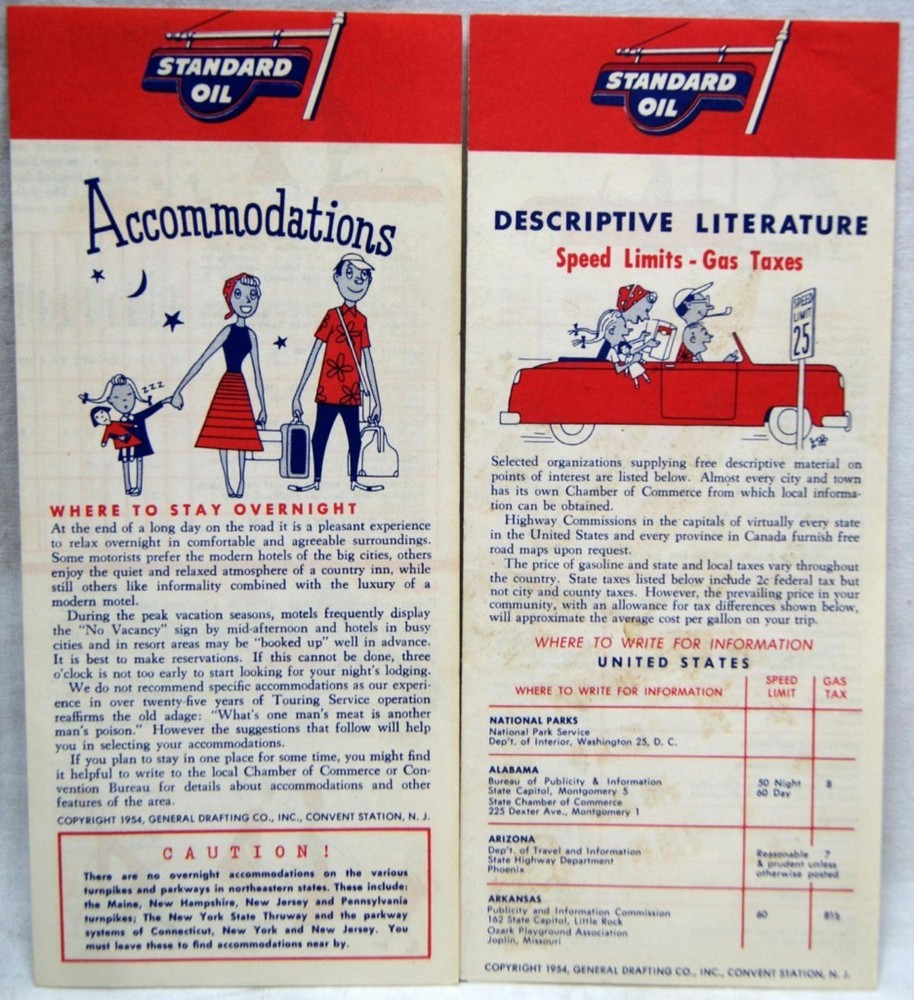 STANDARD
OIL
Accommodations
zzz
WHERE TO STAY OVERNIGHT
At the end of a long day on the road it is a pleasant experience
to relax overnight in comfortable and agreeable surroundings.
Some motorists prefer the modern hotels of the big cities, others
enjoy the quiet and relaxed atmosphere of a country inn, while
still others like informality combined with the luxury of a
modern motel.
During the peak vacation seasons, motels frequently display
the "No Vacancy" sign by mid-afternoon and hotels in busy
cities and in resort areas may be "booked up" well in advance.
It is best to make reservations. If this cannot be done, three
o'clock is not too early to start looking for your night's lodging.
We do not recommend specific accommodations as our experi-
ence in over twenty-five years of Touring Service operation
reaffirms the old adage: "What's one man's meat is another
man's poison." However the suggestions that follow will help
you in selecting your accommodations.
If you plan to stay in one place for some time, you might find
it helpful to write to the local Chamber of Commerce or Con-
vention Bureau for details about accommodations and other
features of the area.
COPYRIGHT 1954, GENERAL DRAFTING CO., INC., CONVENT STATION, N. J.
CAUTION!
There are no overnight accommodations on the various
turnpikes and parkways in northeastern states. These include:
the Maine, New Hampshire, New Jersey and Pennsylvania
turnpikes; The New York State Thruway and the parkway
systems of Connecticut, New York and New Jersey. You
must leave these to find accommodations near by.
STANDARD
OIL
DESCRIPTIVE LITERATURE
Speed Limits - Gas Taxes
SPEED
LIMIT
25
Selected organizations supplying free descriptive material on
points of interest are listed below. Almost every city and town
has its own Chamber of Commerce from which local informa-
tion can be obtained.
Highway Commissions in the capitals of virtually every state
in the United States and every province in Canada furnish free
road maps upon request.
The price of gasoline and state and local taxes vary throughout
the country. State taxes listed below include 2c federal tax but
not city and county taxes. However, the prevailing price in your
community, with an allowance for tax differences shown below,
will approximate the average cost per gallon on your trip.
WHERE TO WRITE FOR INFORMATION
UNITED STATES
WHERE TO WRITE FOR INFORMATION SPEED LIMIT GAS TAX
NATIONAL PARKS
National Park Service
Dep't. of Interior, Washington 25, D. C.
ALABAMA
Bureau of Publicity & Information 50 Night 8
State Capitol, Montgomery 5 60 Day
State Chamber of Commerce
225 Dexter Ave., Montgomery 1
ARIZONA
Dep't. of Travel and Information Reasonable 7
State Highway Department & prudent unless
Phoenix otherwise posted
ARKANSAS
Publicity and Information Commission 60 8½
162 State Capitol, Little Rock
Ozark Playground Association
Joplin, Missouri
COPYRIGHT 1954, GENERAL DRAFTING CO., INC., CONVENT STATION, N. J.